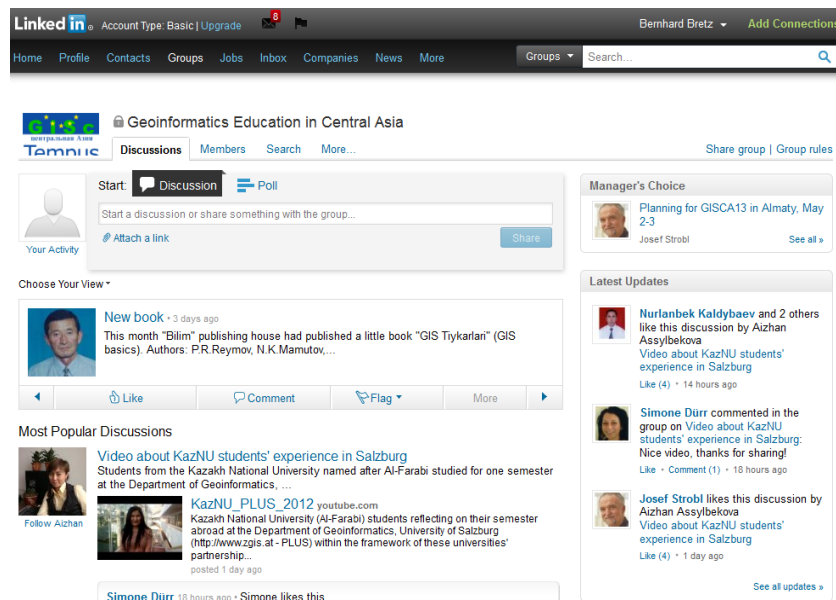 Linked in ® Account Type: Basic | Upgrade 8 Bernhard Bretz Add Connections
Home Profile Contacts Groups Jobs Inbox Companies News More Groups Search...
GiSc
центральная Азия
Tempus
Geoinformatics Education in Central Asia
Discussions Members Search More... Share group | Group rules
Start: Discussion Poll
Start a discussion or share something with the group...
Attach a link Share
Your Activity
Choose Your View
New book • 3 days ago
This month "Bilim" publishing house had published a little book "GIS Tiykarlari" (GIS
basics). Authors: P.R.Reymov, N.K.Mamutov,...
Like Comment Flag More
Most Popular Discussions
Video about KazNU students' experience in Salzburg
Students from the Kazakh National University named after Al-Farabi studied for one semester
at the Department of Geoinformatics, ...
Follow Aizhan
KazNU_PLUS_2012 youtube.com
Kazakh National University (Al-Farabi) students reflecting on their semester
abroad at the Department of Geoinformatics, University of Salzburg
(http://www.zgis.at - PLUS) within the framework of these universities'
partnership...
posted 1 day ago
Simone Dürr 18 hours ago • Simone likes this
Manager's Choice
Planning for GISCA13 in Almaty, May
2-3
Josef Strobl See all »
Latest Updates
Nurlanbek Kaldybaev and 2 others
like this discussion by Aizhan
Assylbekova
Video about KazNU students'
experience in Salzburg
Like (4) • 14 hours ago
Simone Dürr commented in the
group on Video about KazNU
students' experience in Salzburg:
Nice video, thanks for sharing!
Like • Comment (1) • 18 hours ago
Josef Strobl likes this discussion by
Aizhan Assylbekova
Video about KazNU students'
experience in Salzburg
Like (4) • 1 day ago
See all updates »